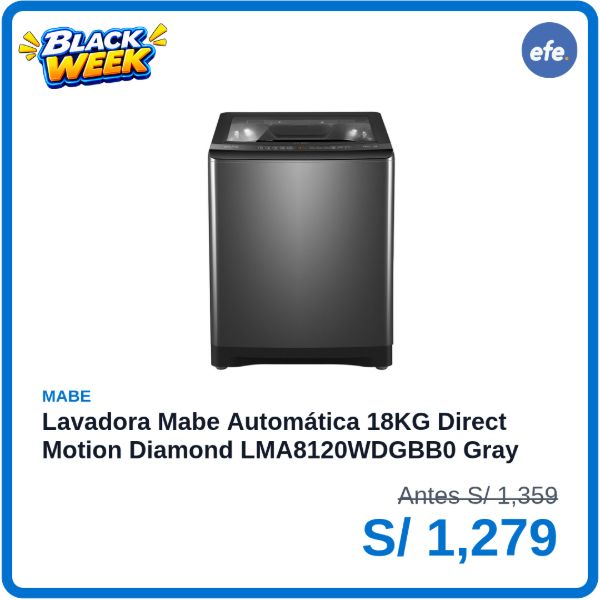 BLACK
WEEK
efe.
MABE
Lavadora Mabe Automática 18KG Direct
Motion Diamond LMA8120WDGBB0 Gray
Antes S/ 1,359
S/ 1,279